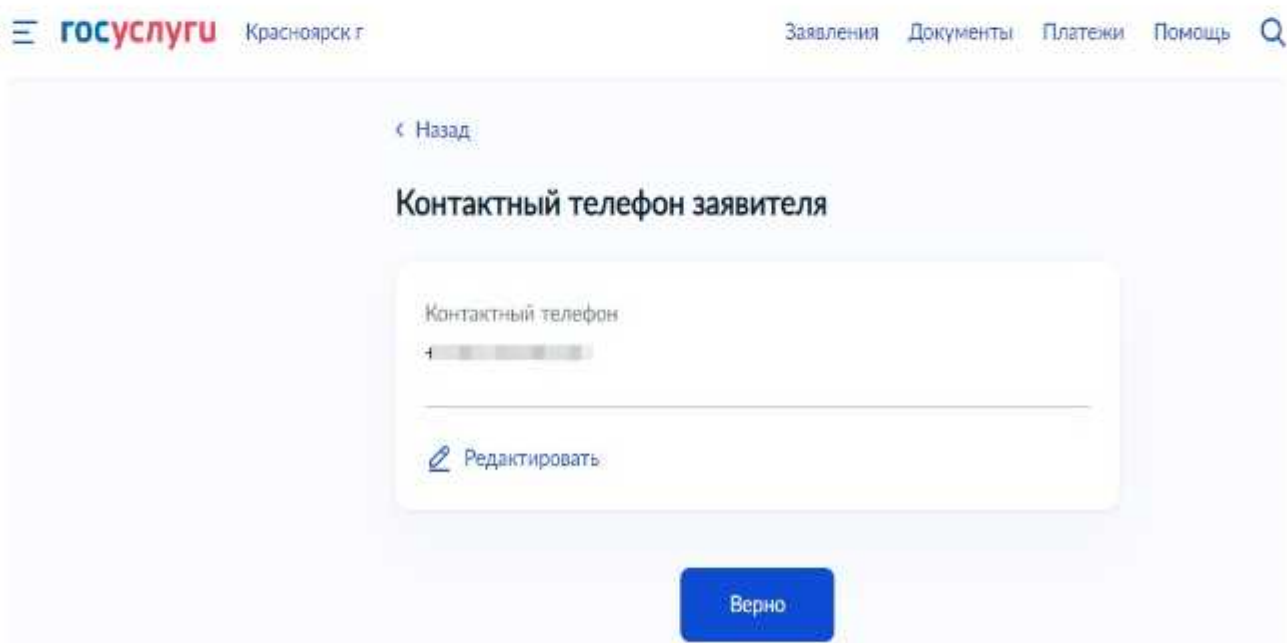 госуслуги Красноярск г Заявления Документы Платежи Помощь
Назад
Контактный телефон заявителя
Контактный телефон
+
Редактировать
Верно